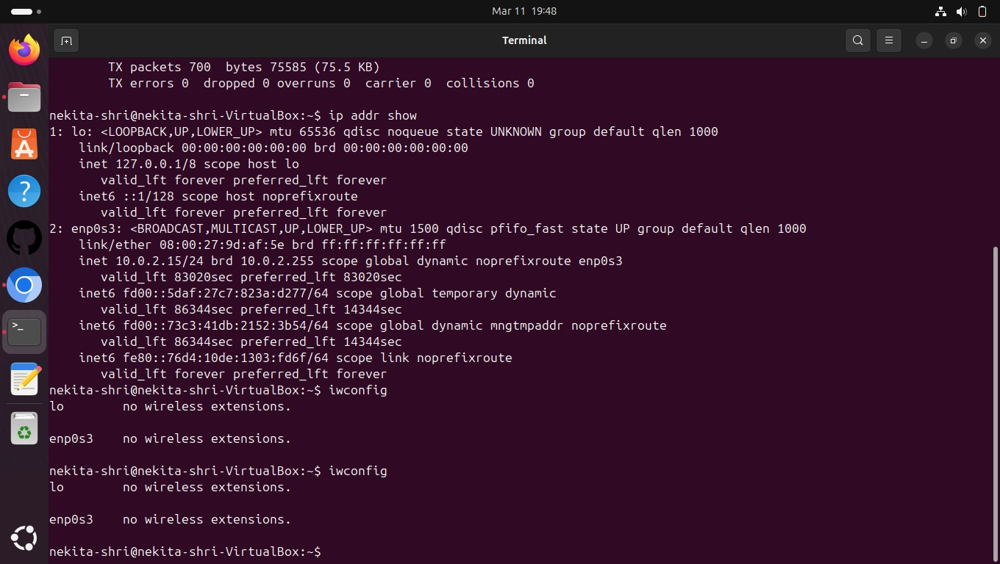 Mar 11  19:48
Terminal
        TX packets 700  bytes 75585 (75.5 KB)
        TX errors 0  dropped 0 overruns 0  carrier 0  collisions 0

nekita-shri@nekita-shri-VirtualBox:~$ ip addr show
1: lo: <LOOPBACK,UP,LOWER_UP> mtu 65536 qdisc noqueue state UNKNOWN group default qlen 1000
    link/loopback 00:00:00:00:00:00 brd 00:00:00:00:00:00
    inet 127.0.0.1/8 scope host lo
       valid_lft forever preferred_lft forever
    inet6 ::1/128 scope host noprefixroute
       valid_lft forever preferred_lft forever
2: enp0s3: <BROADCAST,MULTICAST,UP,LOWER_UP> mtu 1500 qdisc pfifo_fast state UP group default qlen 1000
    link/ether 08:00:27:9d:af:5e brd ff:ff:ff:ff:ff:ff
    inet 10.0.2.15/24 brd 10.0.2.255 scope global dynamic noprefixroute enp0s3
       valid_lft 83020sec preferred_lft 83020sec
    inet6 fd00::5daf:27c7:823a:d277/64 scope global temporary dynamic
       valid_lft 86344sec preferred_lft 14344sec
    inet6 fd00::73c3:41db:2152:3b54/64 scope global dynamic mngtmpaddr noprefixroute
       valid_lft 86344sec preferred_lft 14344sec
    inet6 fe80::76d4:10de:1303:fd6f/64 scope link noprefixroute
       valid_lft forever preferred_lft forever
nekita-shri@nekita-shri-VirtualBox:~$ iwconfig
lo        no wireless extensions.

enp0s3    no wireless extensions.

nekita-shri@nekita-shri-VirtualBox:~$ iwconfig
lo        no wireless extensions.

enp0s3    no wireless extensions.

nekita-shri@nekita-shri-VirtualBox:~$